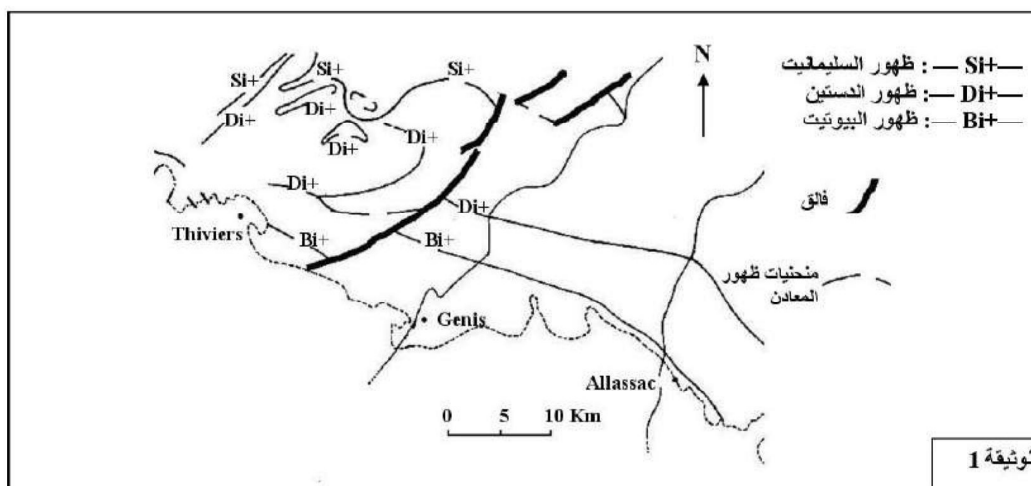 N
— Si+— : ظهور السليمانيت
— Di+— : ظهور الدستين
— Bi+— : ظهور البيوتيت
فالق
منحنيات ظهور
المعادن
Si+
Si+
Si+
Di+
Di+
Di+
Di+
Di+
Di+
Bi+
Bi+
Thiviers
Genis
Allassac
0 5 10 Km
وثيقة 1